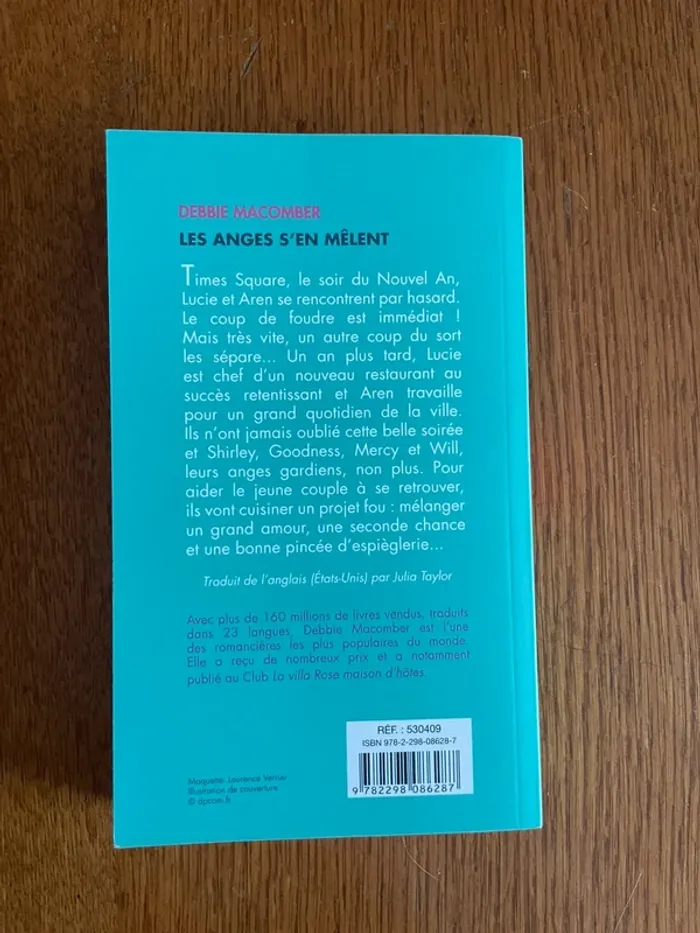 DEBBIE MACOMBER
LES ANGES S'EN MÊLENT
Times Square, le soir du Nouvel An,
Lucie et Aren se rencontrent par hasard.
Le coup de foudre est immédiat !
Mais très vite, un autre coup du sort
les sépare... Un an plus tard, Lucie
est chef d'un nouveau restaurant au
succès retentissant et Aren travaille
pour un grand quotidien de la ville.
Ils n'ont jamais oublié cette belle soirée
et Shirley, Goodness, Mercy et Will,
leurs anges gardiens, non plus. Pour
aider le jeune couple à se retrouver,
ils vont cuisiner un projet fou : mélanger
un grand amour, une seconde chance
et une bonne pincée d'espièglerie...
Traduit de l'anglais (États-Unis) par Julia Taylor
Avec plus de 160 millions de livres vendus, traduits
dans 23 langues, Debbie Macomber est l'une
des romancières les plus populaires du monde.
Elle a reçu de nombreux prix et a notamment
publié au Club La villa Rose maison d'hôtes.
RÉF. : 530409
ISBN 978-2-298-08628-7
9 782298 086287
Maquette: Laurence Verrier
Illustration de couverture
© dpcom.fr